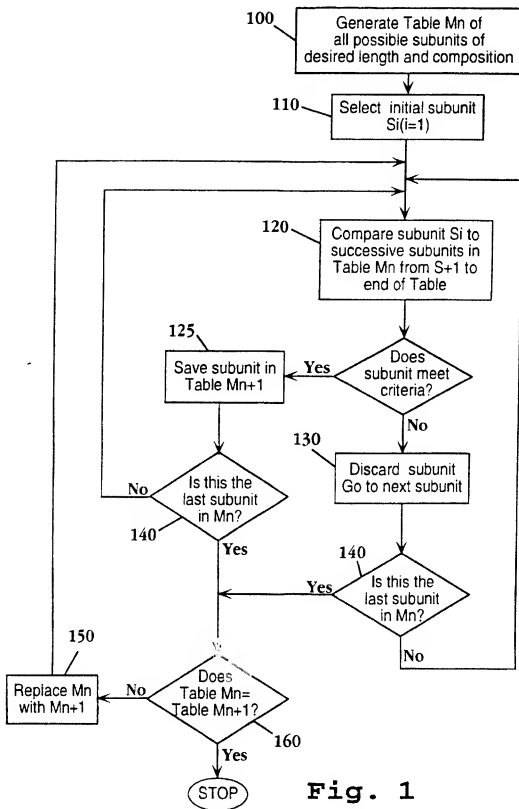 100
Generate Table Mn of
all possible subunits of
desired length and composition
110
Select initial subunit
Si(i=1)
120
Compare subunit Si to
successive subunits in
Table Mn from S+1 to
end of Table
125
Save subunit in
Table Mn+1
Yes
Does
subunit meet
criteria?
No
130
Discard subunit
Go to next subunit
No
Is this the
last subunit
in Mn?
140
Yes
140
Yes
Is this the
last subunit
in Mn?
No
150
Replace Mn
with Mn+1
No
Does
Table Mn=
Table Mn+1?
160
Yes
STOP
Fig. 1